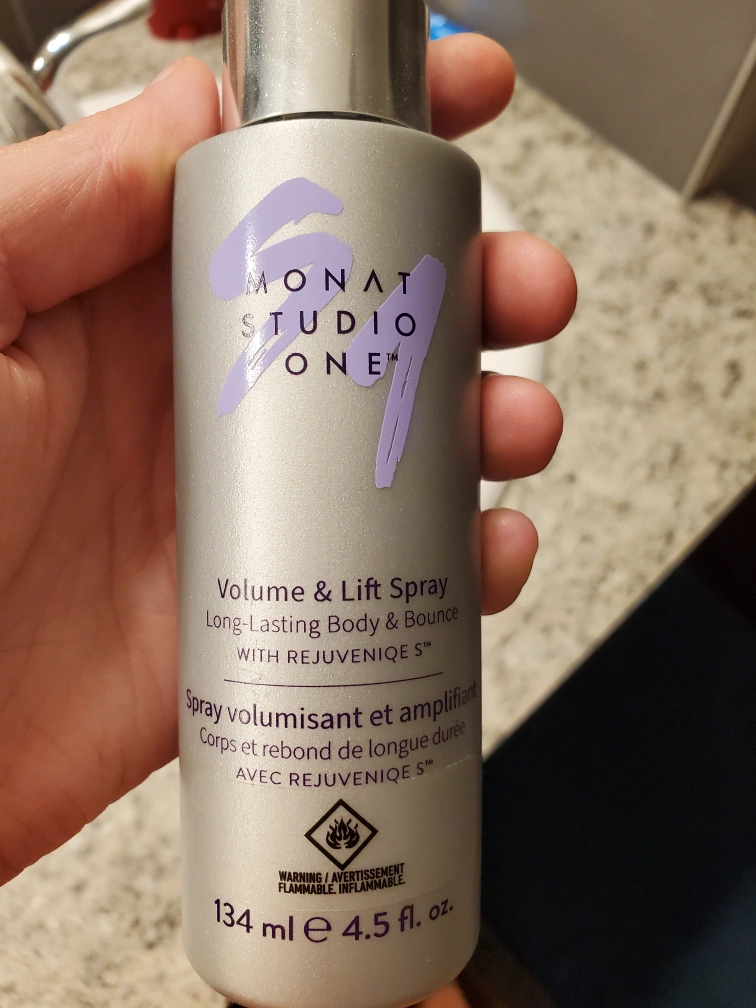 MONAT
STUDIO
ONE™
Volume & Lift Spray
Long-Lasting Body & Bounce
WITH REJUVENIQE S™
Spray volumisant et amplifiant
Corps et rebond de longue durée
AVEC REJUVENIQE S™
WARNING / AVERTISSEMENT
FLAMMABLE. INFLAMMABLE.
134 ml ℮ 4.5 fl. oz.